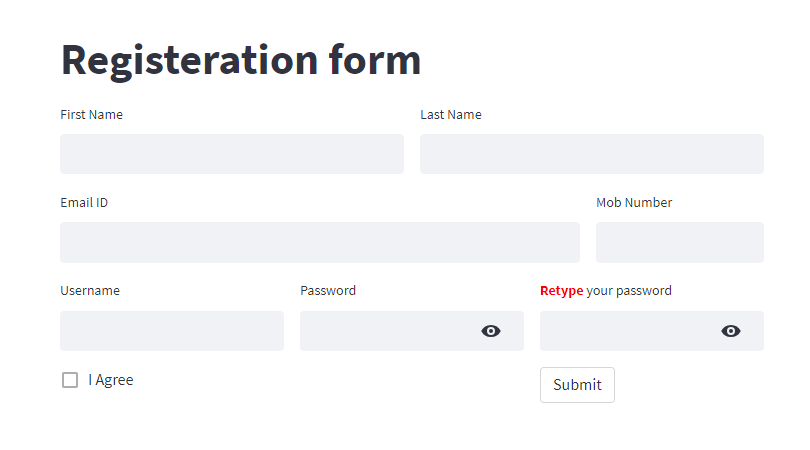 Registeration form
First Name
Last Name
Email ID
Mob Number
Username
Password
Retype your password
I Agree
Submit